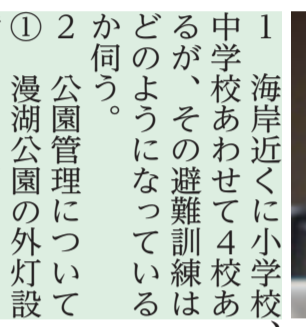 1　海岸近くに小学校、
中学校あわせて４校あ
るが、その避難訓練は
どのようになっている
か伺う。
2　公園管理について
①　漫湖公園の外灯設